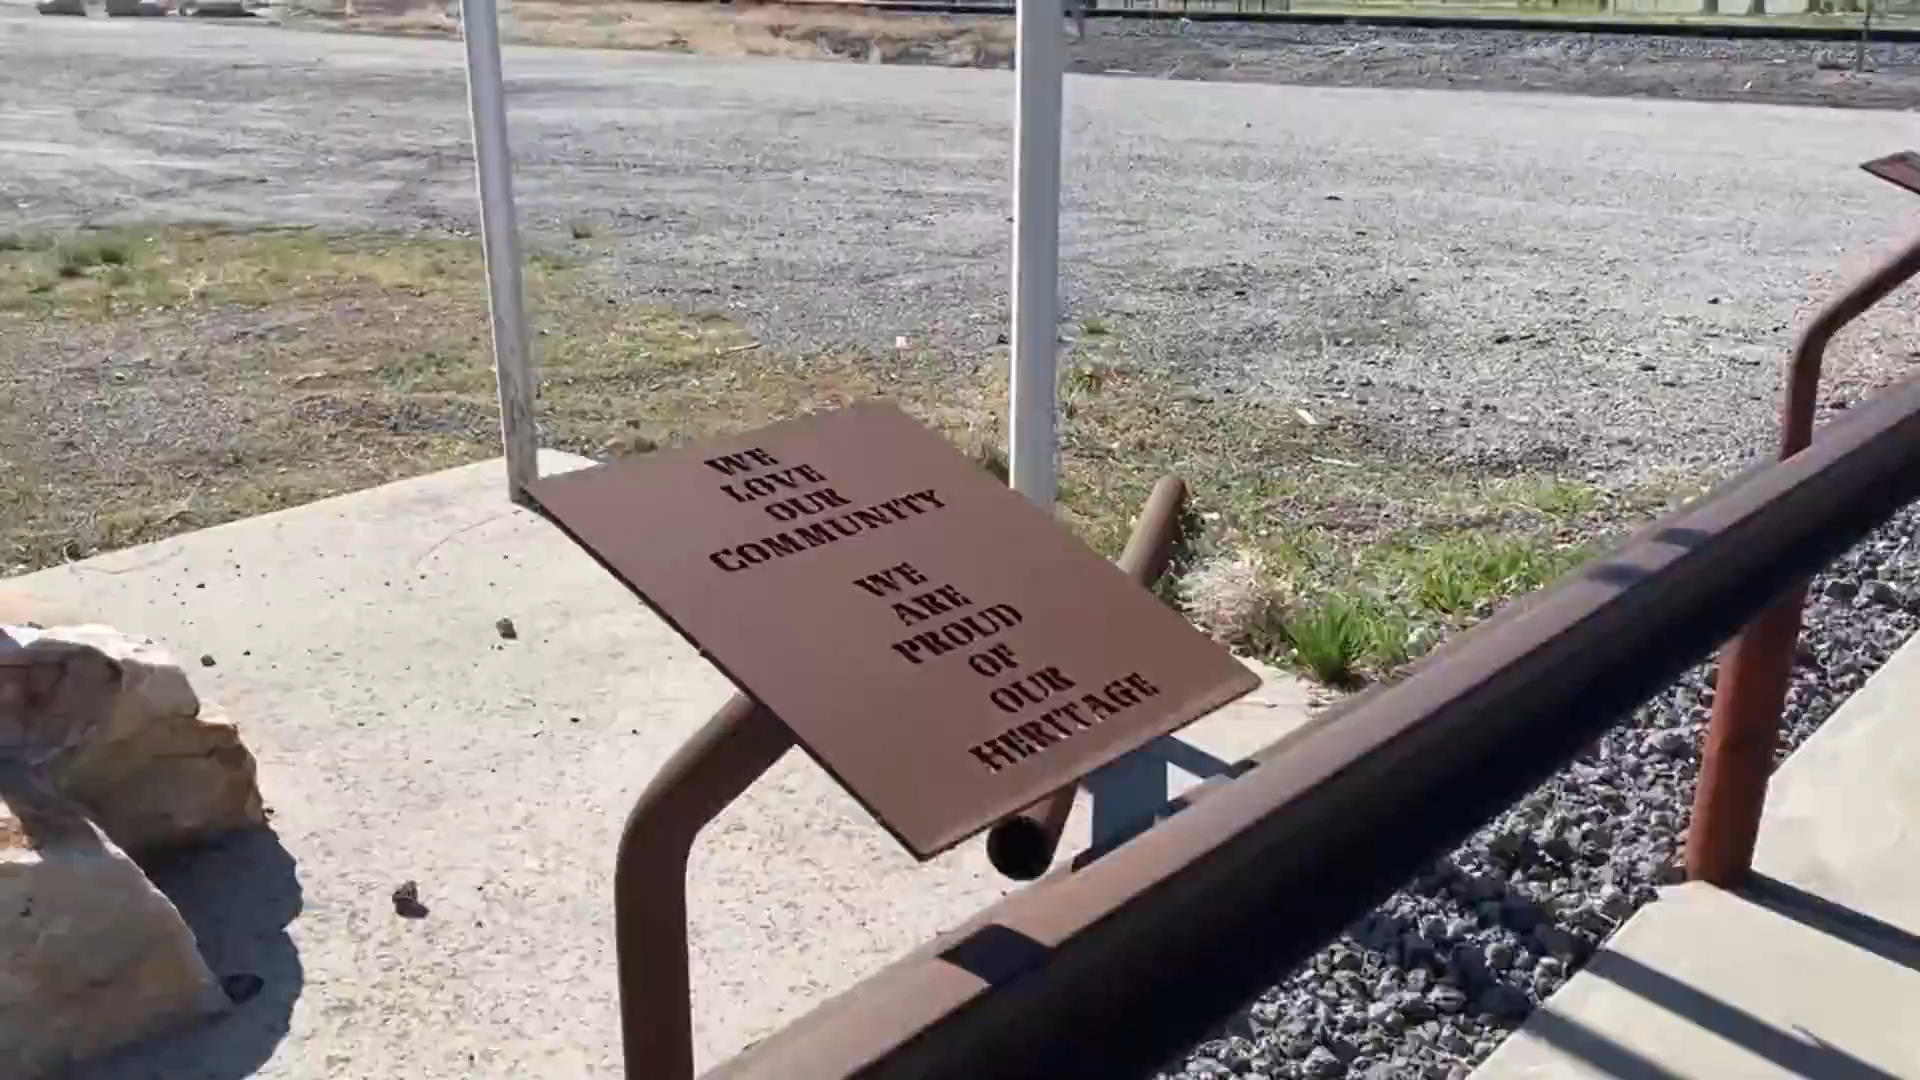 WE
LOVE
OUR
COMMUNITY
WE
ARE
PROUD
OF
OUR
HERITAGE